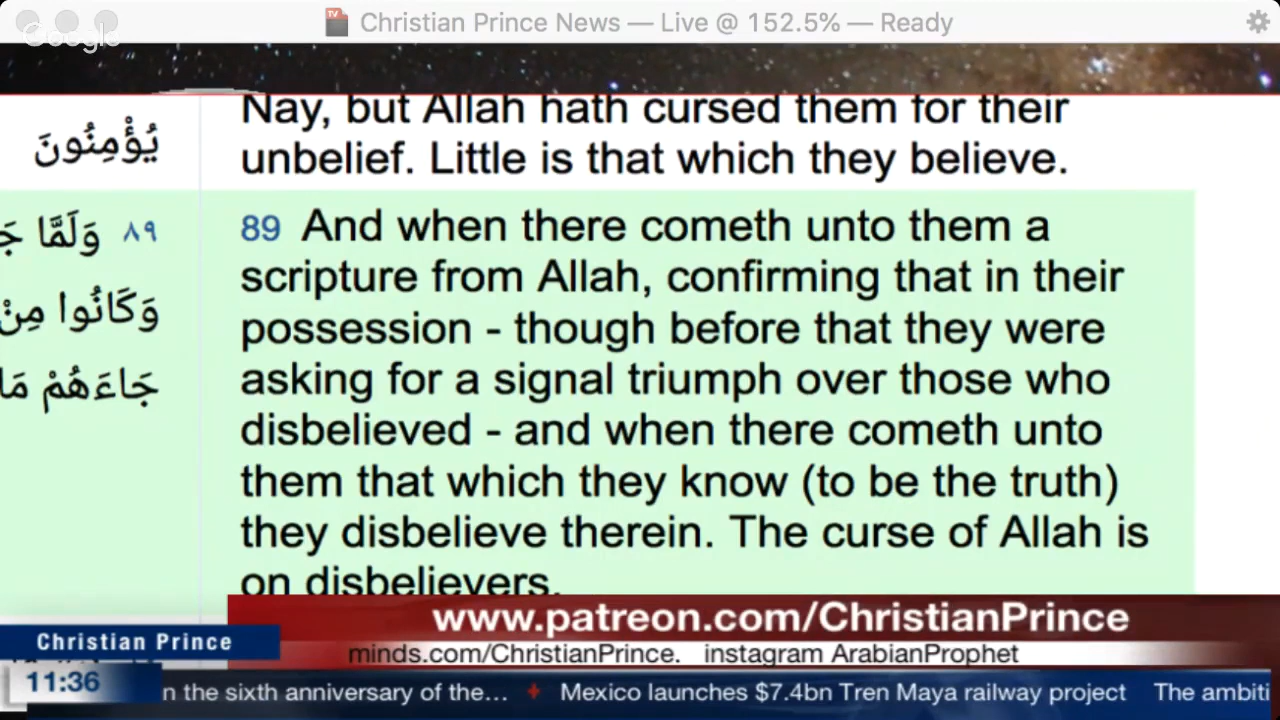 Christian Prince News — Live @ 152.5% — Ready
Google
Nay, but Allah hath cursed them for their
يُؤْمِنُونَ
unbelief. Little is that which they believe.
89 And when there cometh unto them a
٨٩ وَلَمَّا جَ
scripture from Allah, confirming that in their
وَكَانُوا مِنْ
possession - though before that they were
asking for a signal triumph over those who
جَاءَهُمْ مَا
disbelieved - and when there cometh unto
them that which they know (to be the truth)
they disbelieve therein. The curse of Allah is
on disbelievers.
www.patreon.com/ChristianPrince
Christian Prince
minds.com/ChristianPrince. instagram ArabianProphet
11:36
n the sixth anniversary of the... Mexico launches $7.4bn Tren Maya railway project The ambiti